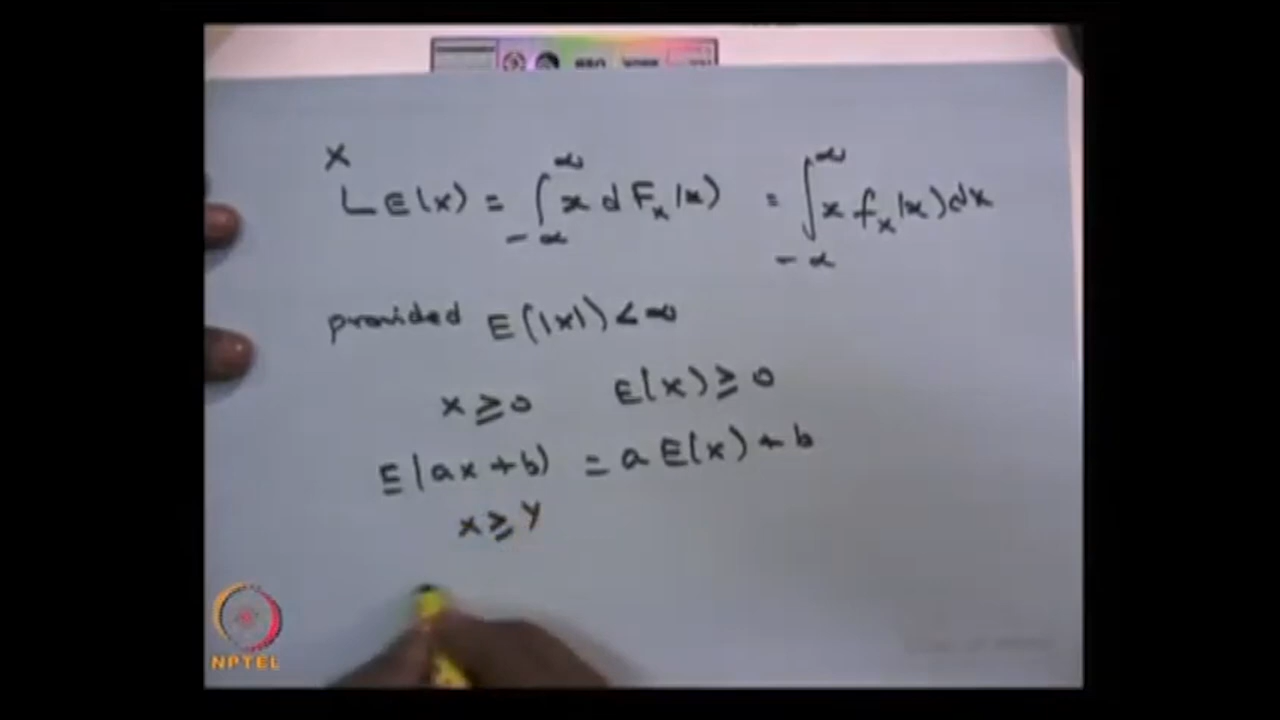 X
E(X) = ∫_{-∞}^{∞} x dF_X(x) = ∫_{-∞}^{∞} x f_X(x) dx
provided E(|X|) < ∞
X ≥ 0 E(X) ≥ 0
E(aX + b) = a E(X) + b
X ≥ Y
NPTEL